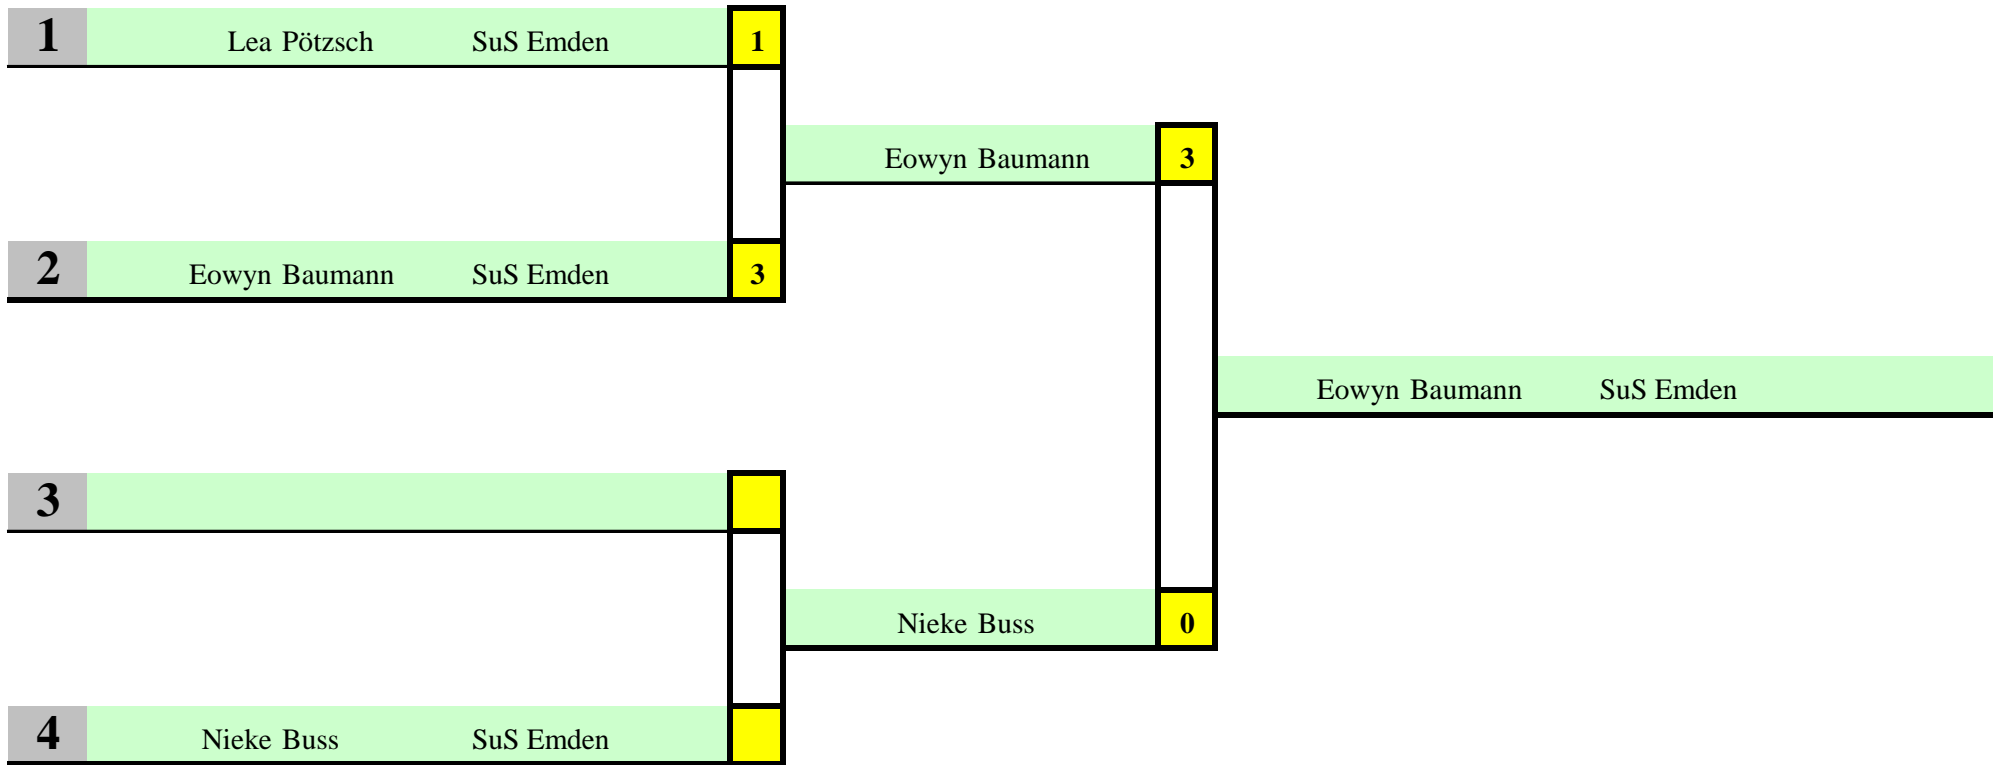 1 Lea Pötzsch SuS Emden 1
Eowyn Baumann 3
2 Eowyn Baumann SuS Emden 3
Eowyn Baumann SuS Emden
3
Nieke Buss 0
4 Nieke Buss SuS Emden